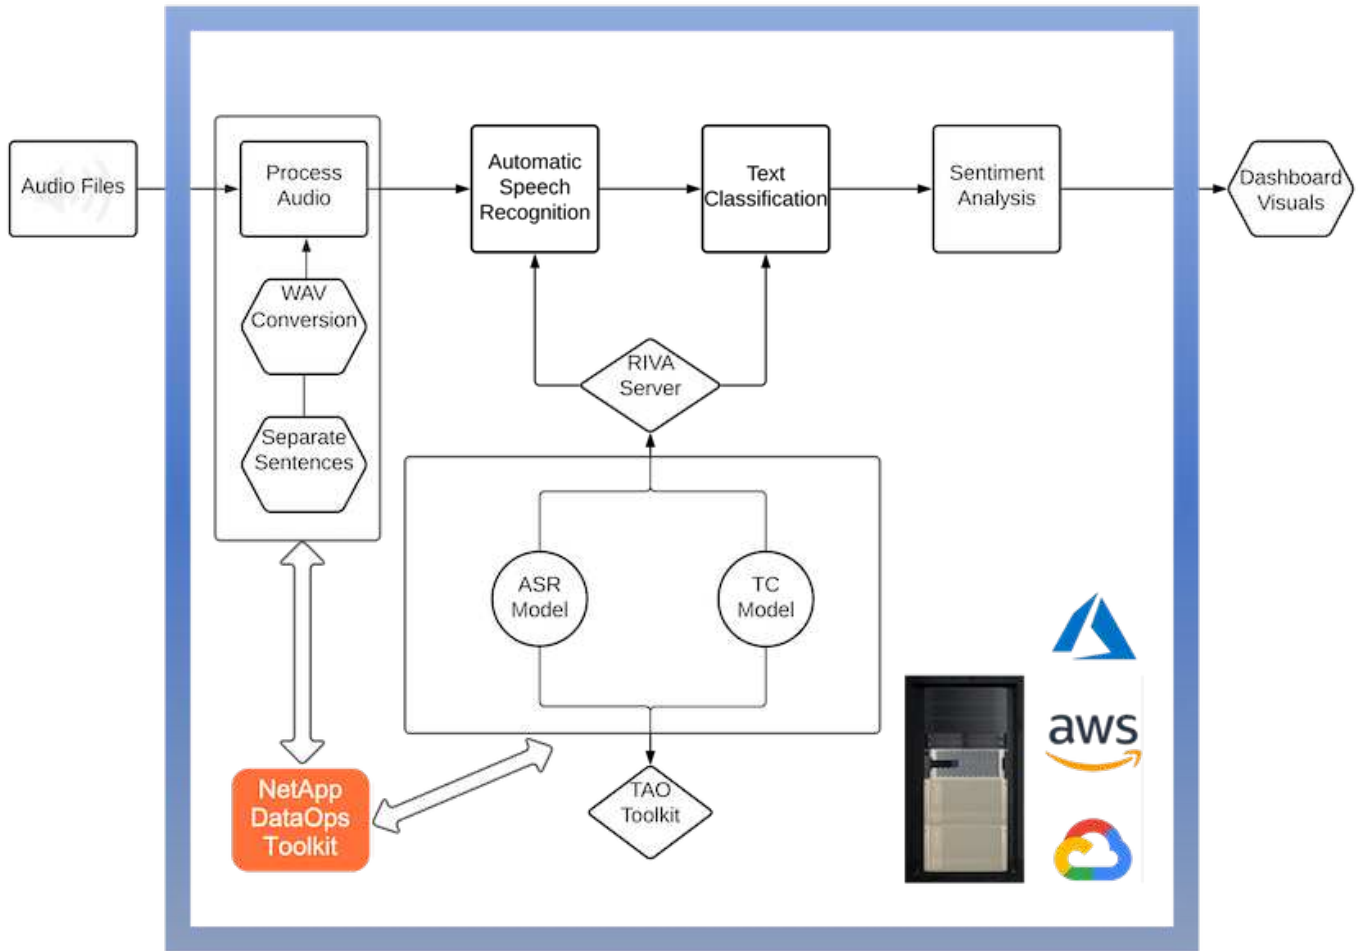 Audio Files
Process
Audio
Automatic
Speech
Recognition
Text
Classification
Sentiment
Analysis
Dashboard
Visuals
WAV
Conversion
Separate
Sentences
RIVA
Server
ASR
Model
TC
Model
NetApp
DataOps
Toolkit
TAO
Toolkit
aws